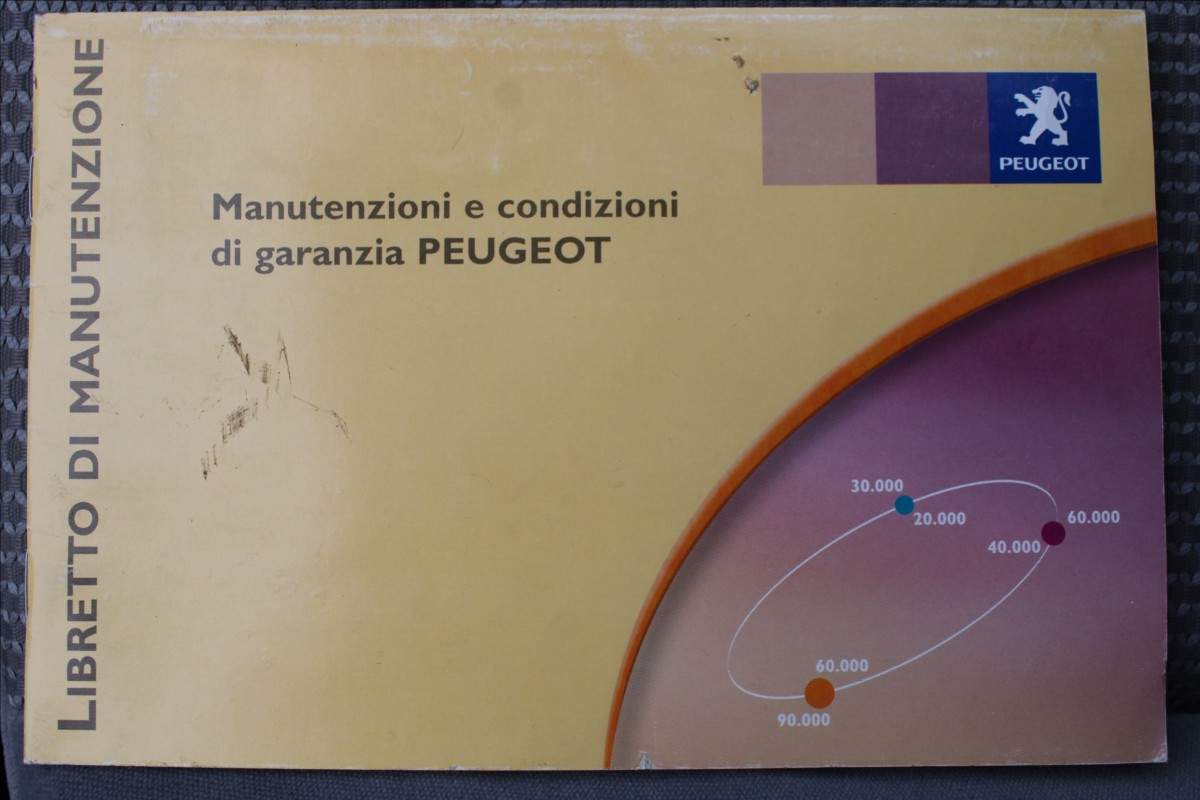 LIBRETTO DI MANUTENZIONE
PEUGEOT
Manutenzioni e condizioni
di garanzia PEUGEOT
30.000
20.000
60.000
40.000
60.000
90.000